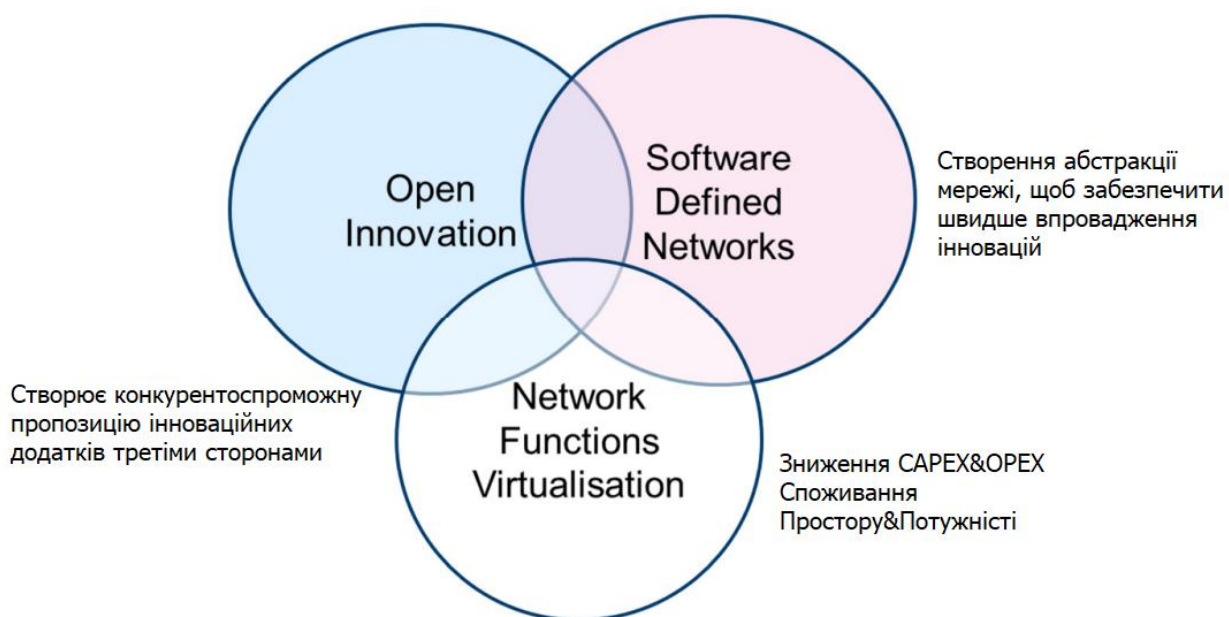 Open
Innovation
Software
Defined
Networks
Створення абстракції
мережі, щоб забезпечити
швидше впровадження
інновацій
Створює конкурентоспроможну
пропозицію інноваційних
додатків третіми сторонами
Network
Functions
Virtualisation
Зниження CAPEX&OPEX
Споживання
Простору&Потужністі